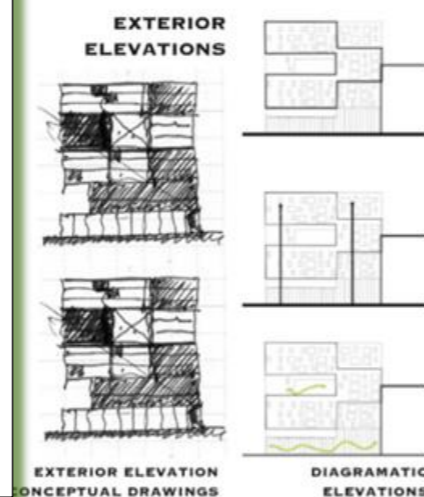 EXTERIOR
ELEVATIONS
EXTERIOR ELEVATION
CONCEPTUAL DRAWINGS
DIAGRAMATIC
ELEVATIONS